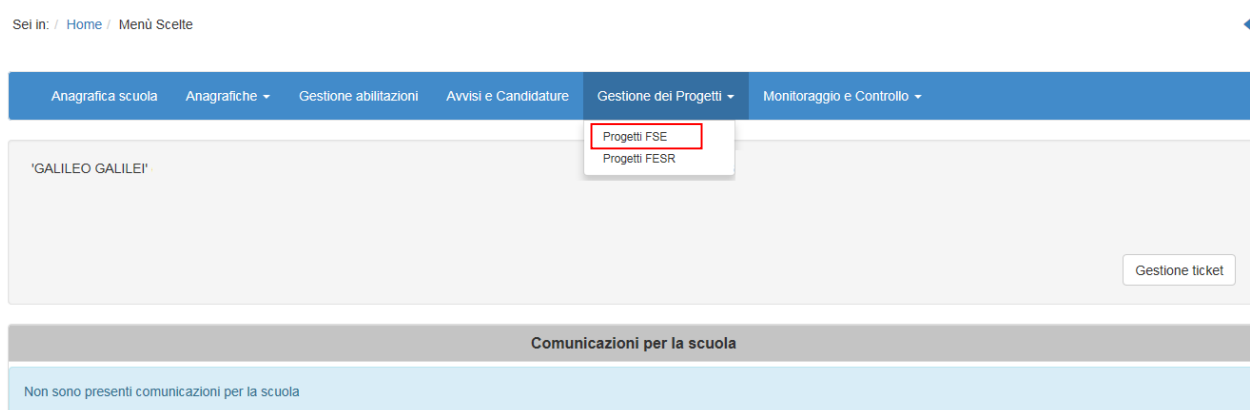 Sei in: / Home / Menù Scelte
Anagrafica scuola Anagrafiche Gestione abilitazioni Avvisi e Candidature Gestione dei Progetti Monitoraggio e Controllo
Progetti FSE
Progetti FESR
'GALILEO GALILEI'
Gestione ticket
Comunicazioni per la scuola
Non sono presenti comunicazioni per la scuola